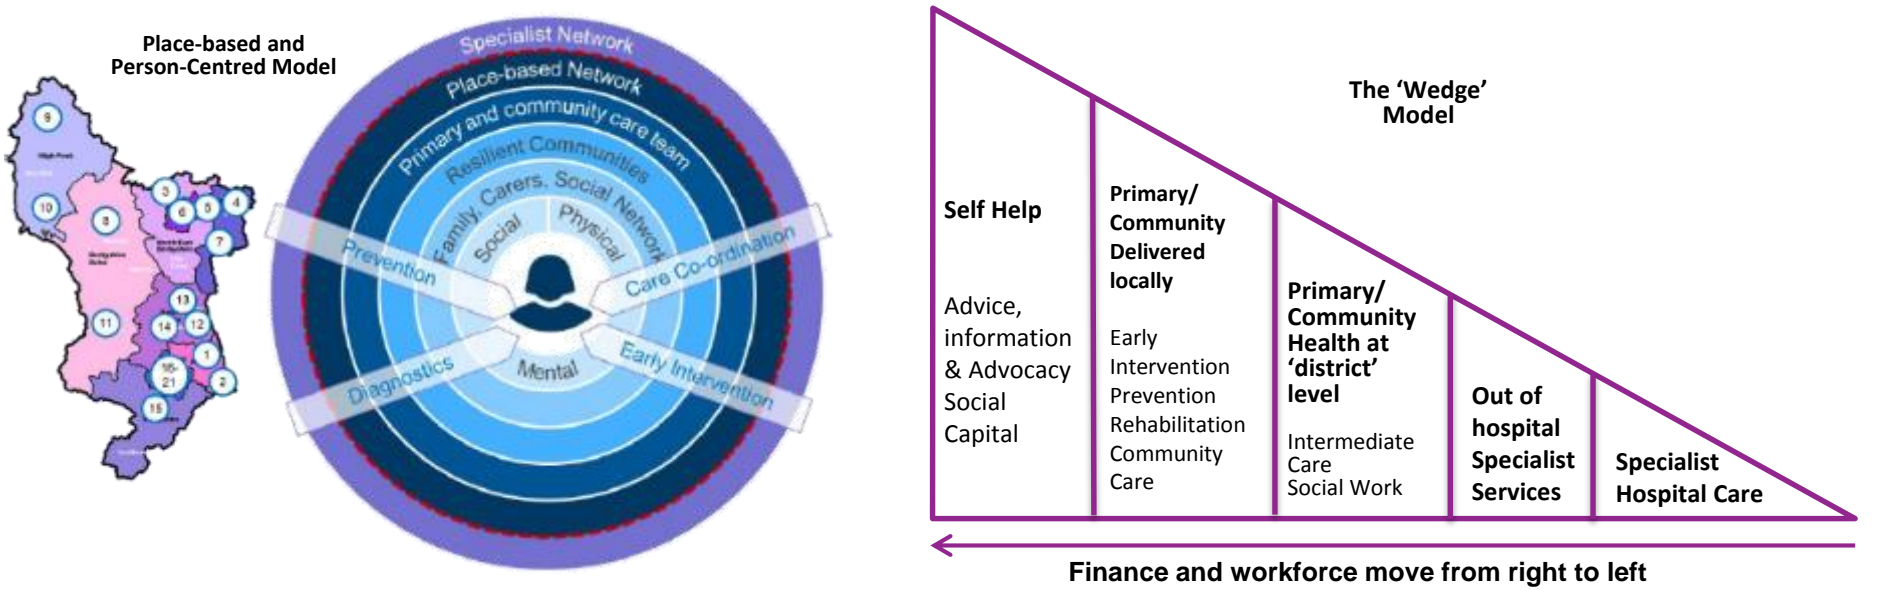 Place-based and
Person-Centred Model
9
High Peak
10
8
3
6
5
4
7
13
14
12
11
1
16-
21
2
15
Specialist Network
Place-based Network
Primary and community care team
Resilient Communities
Family, Carers, Social Network
Social
Physical
Mental
Prevention
Care Co-ordination
Diagnostics
Early Intervention
The ‘Wedge’
Model
Self Help
Advice,
information
& Advocacy
Social
Capital
Primary/
Community
Delivered
locally
Early
Intervention
Prevention
Rehabilitation
Community
Care
Primary/
Community
Health at
‘district’
level
Intermediate
Care
Social Work
Out of
hospital
Specialist
Services
Specialist
Hospital Care
Finance and workforce move from right to left